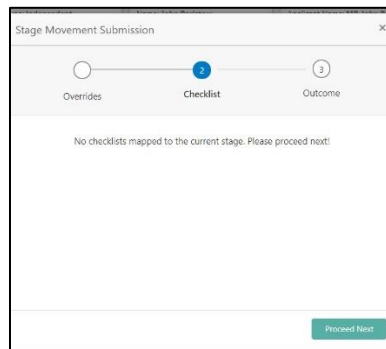 Stage Movement Submission ×
2 3
Overrides Checklist Outcome
No checklists mapped to the current stage. Please proceed next!
Proceed Next